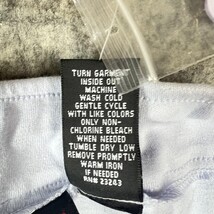 TURN GARMENT
INSIDE OUT
MACHINE
WASH COLD
GENTLE CYCLE
WITH LIKE COLORS
ONLY NON-
CHLORINE BLEACH
WHEN NEEDED
TUMBLE DRY LOW
REMOVE PROMPTLY
WARM IRON
IF NEEDED
RN# 23243